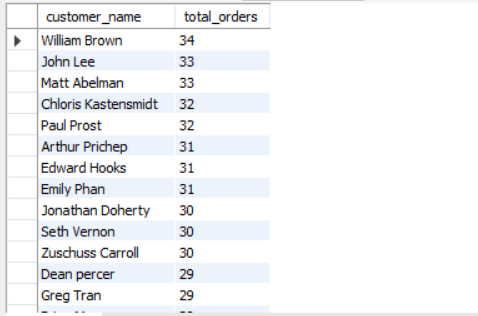 customer_name total_orders
William Brown 34
John Lee 33
Matt Abelman 33
Chloris Kastensmidt 32
Paul Prost 32
Arthur Prichep 31
Edward Hooks 31
Emily Phan 31
Jonathan Doherty 30
Seth Vernon 30
Zuschuss Carroll 30
Dean percer 29
Greg Tran 29